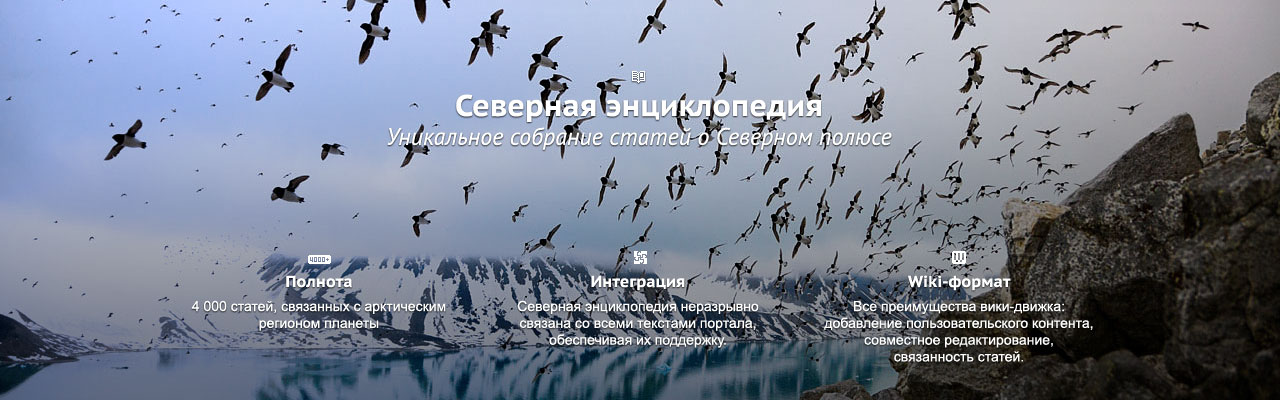 Северная энциклопедия
Уникальное собрание статей о Северном полюсе
4000+
Полнота
4 000 статей, связанных с арктическим
регионом планеты
Интеграция
Северная энциклопедия неразрывно
связана со всеми текстами портала,
обеспечивая их поддержку.
W
Wiki-формат
Все преимущества вики-движка:
добавление пользовательского контента,
совместное редактирование,
связанность статей.